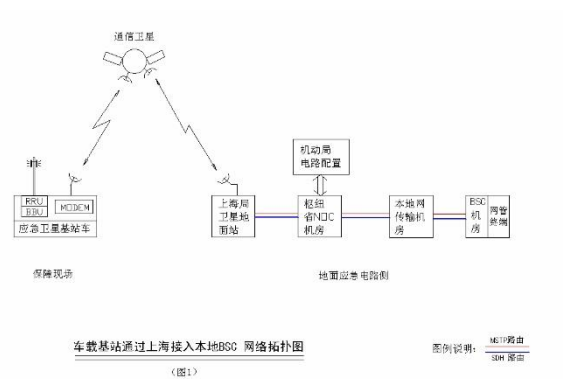 通信卫星
机动局
电路配置
RRU
BBU
MODEM
应急卫星基站车
上海局
卫星地
面站
枢纽
省NOC
机房
本地网
传输机
房
BSC
机
房
网管
终端
保障现场
地面应急电路侧
车载基站通过上海接入本地BSC 网络拓扑图
(图1)
图例说明:
MSTP路由
SDH 路由